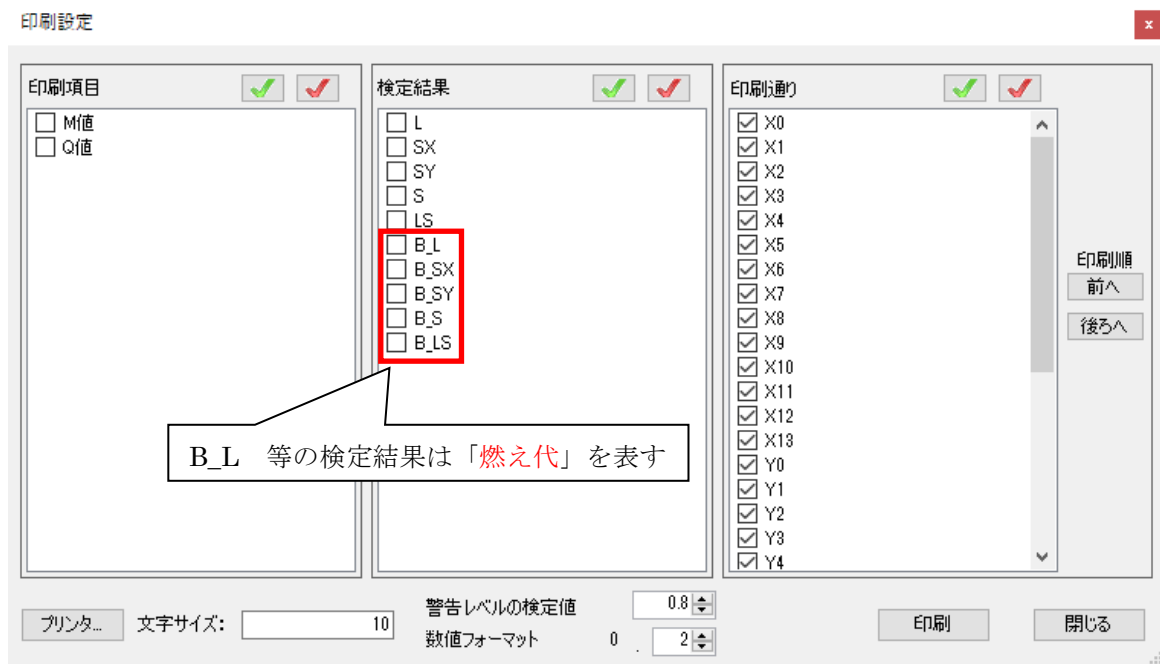 印刷設定
印刷項目
M値
Q値
検定結果
L
SX
SY
S
LS
B_L
B_SX
B_SY
B_S
B_LS
B_L 等の検定結果は「燃え代」を表す
印刷通り
X0
X1
X2
X3
X4
X5
X6
X7
X8
X9
X10
X11
X12
X13
Y0
Y1
Y2
Y3
Y4
印刷順
前へ
後ろへ
プリンタ...
文字サイズ: 10
警告レベルの検定値 0.8
数値フォーマット 0 . 2
印刷
閉じる